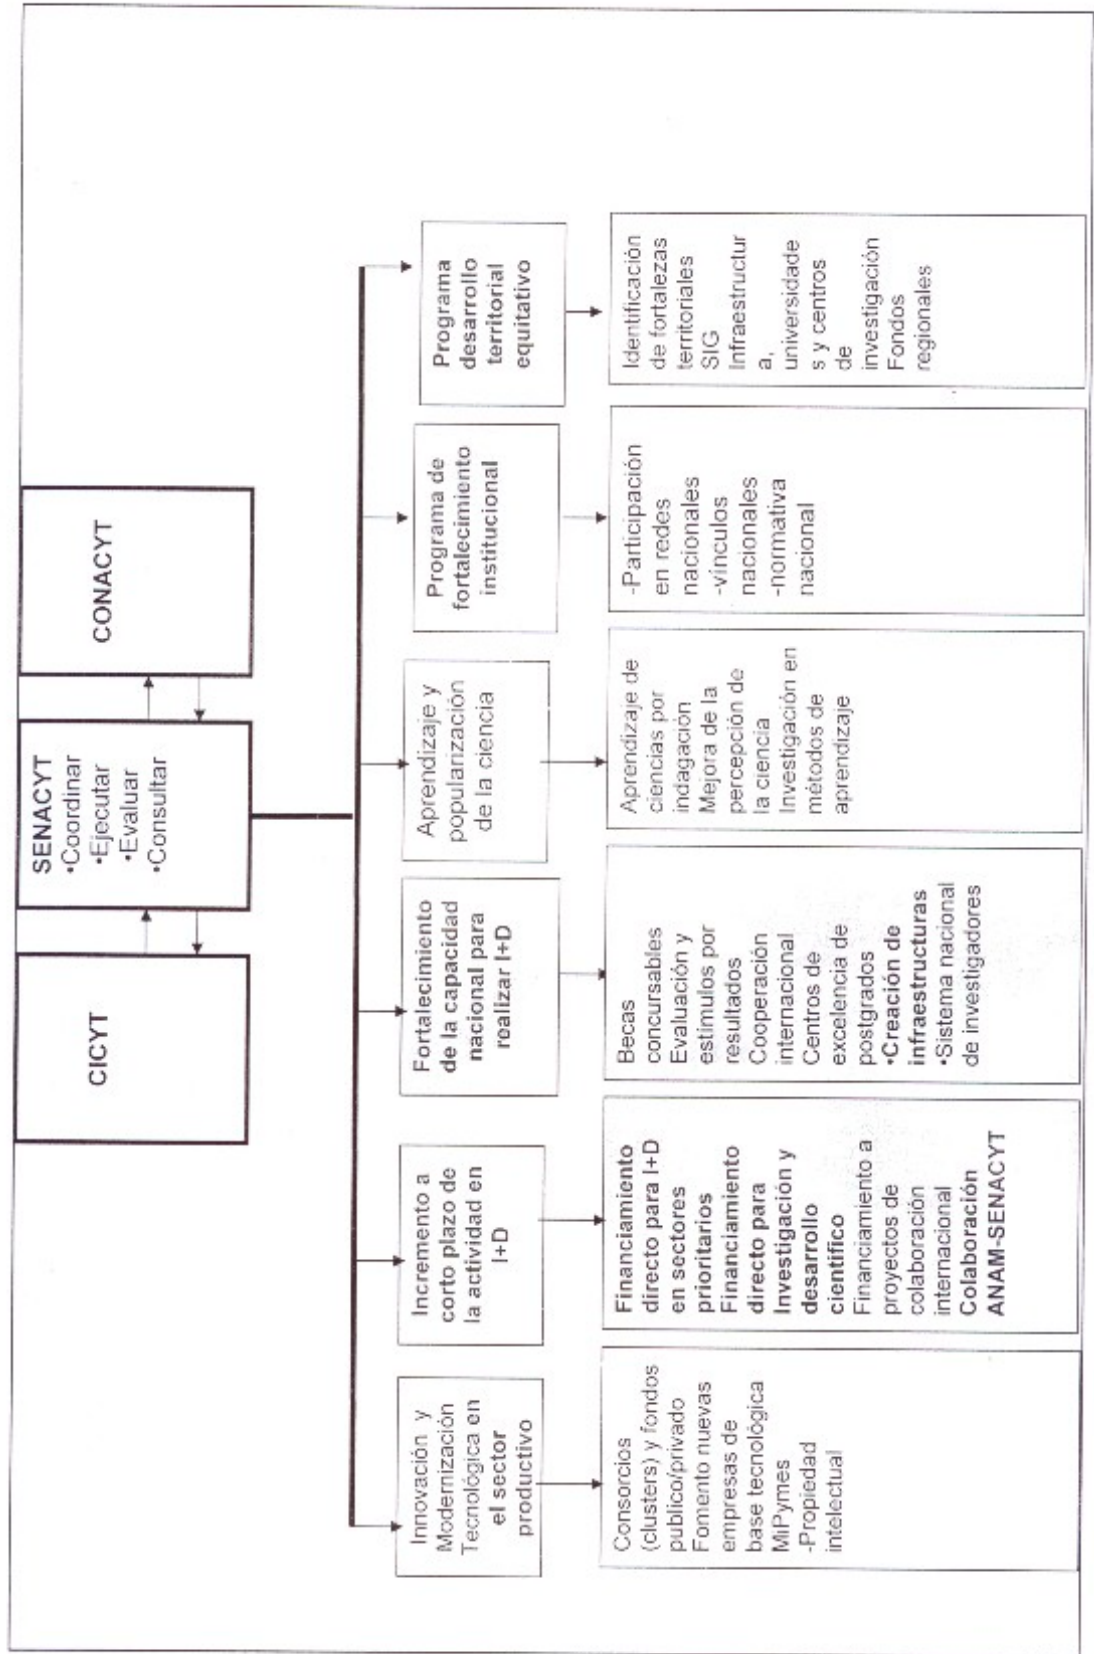 CICYT
SENACYT
•Coordinar
•Ejecutar
•Evaluar
•Consultar
CONACYT
Innovación y
Modernización
Tecnológica en
el sector
productivo
Incremento a
corto plazo de
la actividad en
I+D
Fortalecimiento
de la capacidad
nacional para
realizar I+D
Aprendizaje y
popularización
de la ciencia
Programa de
fortalecimiento
institucional
Programa
desarrollo
territorial
equitativo
Consorcios
(clusters) y fondos
publico/privado
Fomento nuevas
empresas de
base tecnológica
MiPymes
-Propiedad
intelectual
Financiamiento
directo para I+D
en sectores
prioritarios
Financiamiento
directo para
Investigación y
desarrollo
científico
Financiamiento a
proyectos de
colaboración
internacional
Colaboración
ANAM-SENACYT
Becas
concursables
Evaluación y
estímulos por
resultados
Cooperación
internacional
Centros de
excelencia de
postgrados
•Creación de
infraestructuras
•Sistema nacional
de investigadores
Aprendizaje de
ciencias por
indagación
Mejora de la
percepción de
la ciencia
Investigación en
métodos de
aprendizaje
-Participación
en redes
nacionales
-vínculos
nacionales
-normativa
nacional
Identificación
de fortalezas
territoriales
SIG
Infraestructur
a,
universidade
s y centros
de
investigación
Fondos
regionales